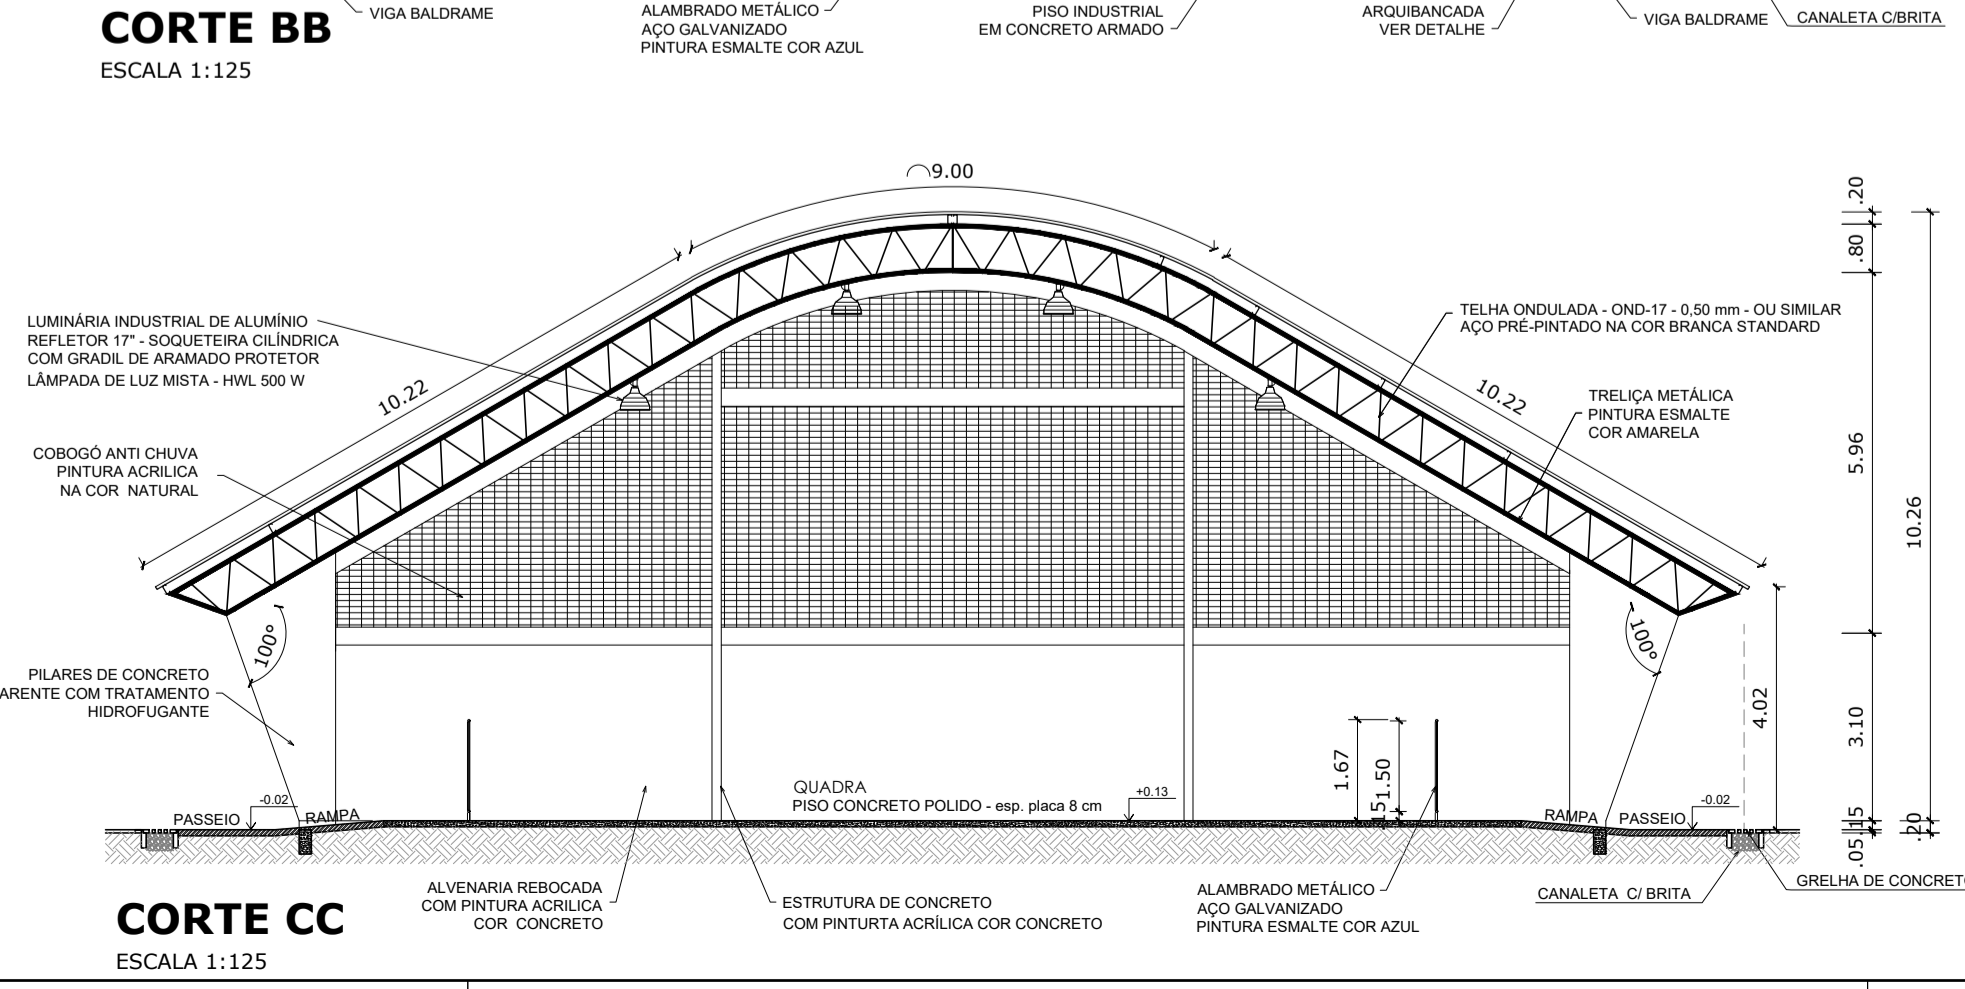 CORTE BB
ESCALA 1:125
VIGA BALDRAME
ALAMBRADO METÁLICO
AÇO GALVANIZADO
PINTURA ESMALTE COR AZUL
PISO INDUSTRIAL
EM CONCRETO ARMADO
ARQUIBANCADA
VER DETALHE
VIGA BALDRAME
CANALETA C/BRITA
9.00
10.22
10.22
LUMINÁRIA INDUSTRIAL DE ALUMÍNIO
REFLETOR 17" - SOQUETEIRA CILÍNDRICA
COM GRADIL DE ARAMADO PROTETOR
LÂMPADA DE LUZ MISTA - HWL 500 W
COBOGÓ ANTI CHUVA
PINTURA ACRILICA
NA COR NATURAL
TELHA ONDULADA - OND-17 - 0,50 mm - OU SIMILAR
AÇO PRÉ-PINTADO NA COR BRANCA STANDARD
TRELIÇA METÁLICA
PINTURA ESMALTE
COR AMARELA
.20
.80
5.96
10.26
3.10
4.02
.15
.05
.20
100°
100°
PILARES DE CONCRETO
ARENTE COM TRATAMENTO
HIDROFUGANTE
1.67
1.50
.15
QUADRA
PISO CONCRETO POLIDO - esp. placa 8 cm
+0.13
PASSEIO
-0.02
RAMPA
RAMPA
PASSEIO
-0.02
ALVENARIA REBOCADA
COM PINTURA ACRILICA
COR CONCRETO
ESTRUTURA DE CONCRETO
COM PINTURTA ACRÍLICA COR CONCRETO
ALAMBRADO METÁLICO
AÇO GALVANIZADO
PINTURA ESMALTE COR AZUL
CANALETA C/ BRITA
GRELHA DE CONCRETO
CORTE CC
ESCALA 1:125